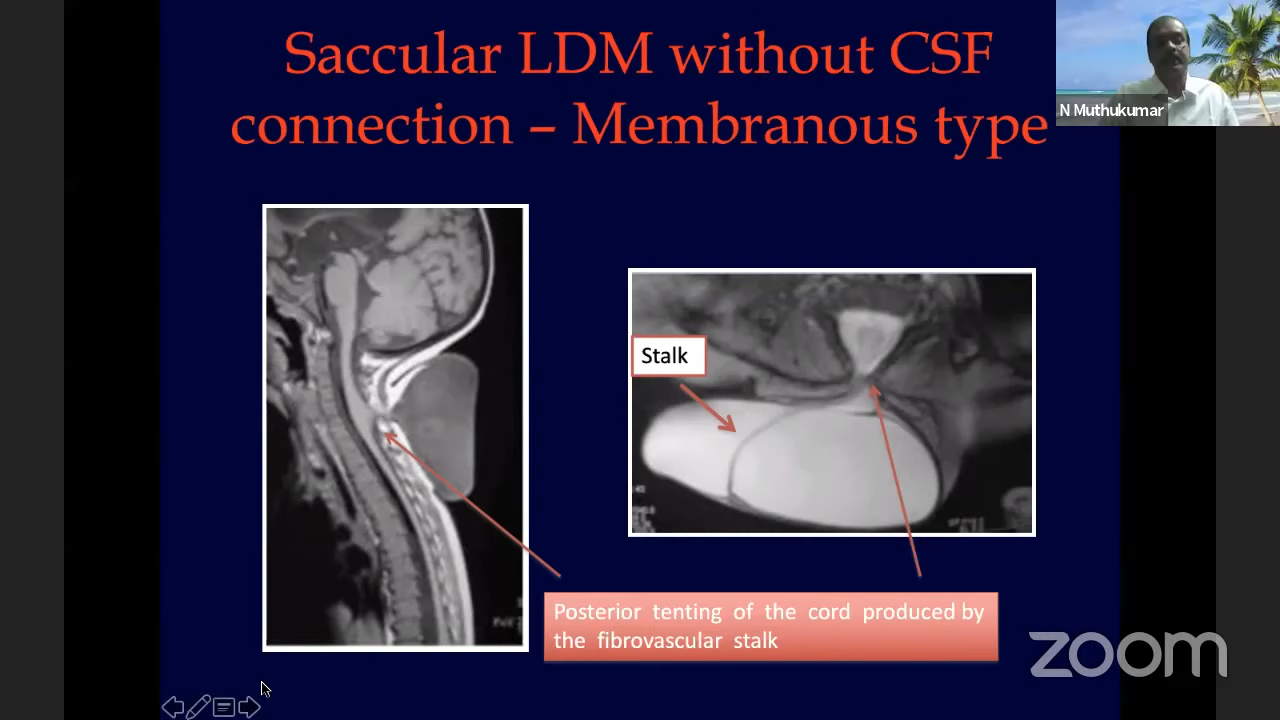 Saccular LDM without CSF
connection – Membranous type
N Muthukumar
Stalk
Posterior tenting of the cord produced by
the fibrovascular stalk
zoom